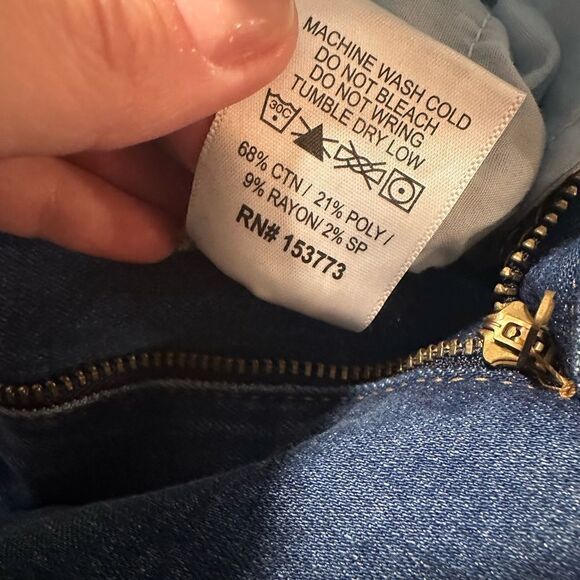 MACHINE WASH COLD
DO NOT BLEACH
DO NOT WRING
TUMBLE DRY LOW
30C
68% CTN / 21% POLY /
9% RAYON/ 2% SP
RN# 153773